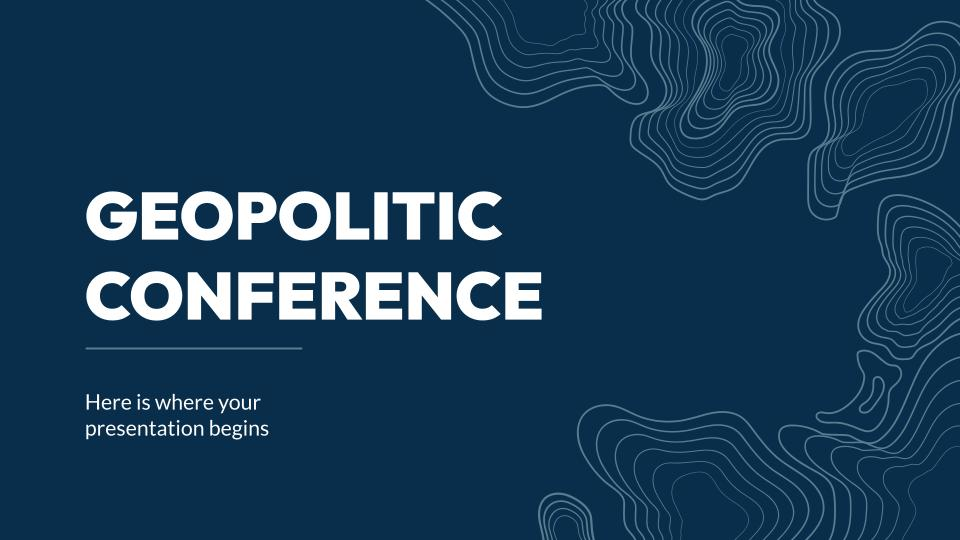 GEOPOLITIC
CONFERENCE
Here is where your
presentation begins